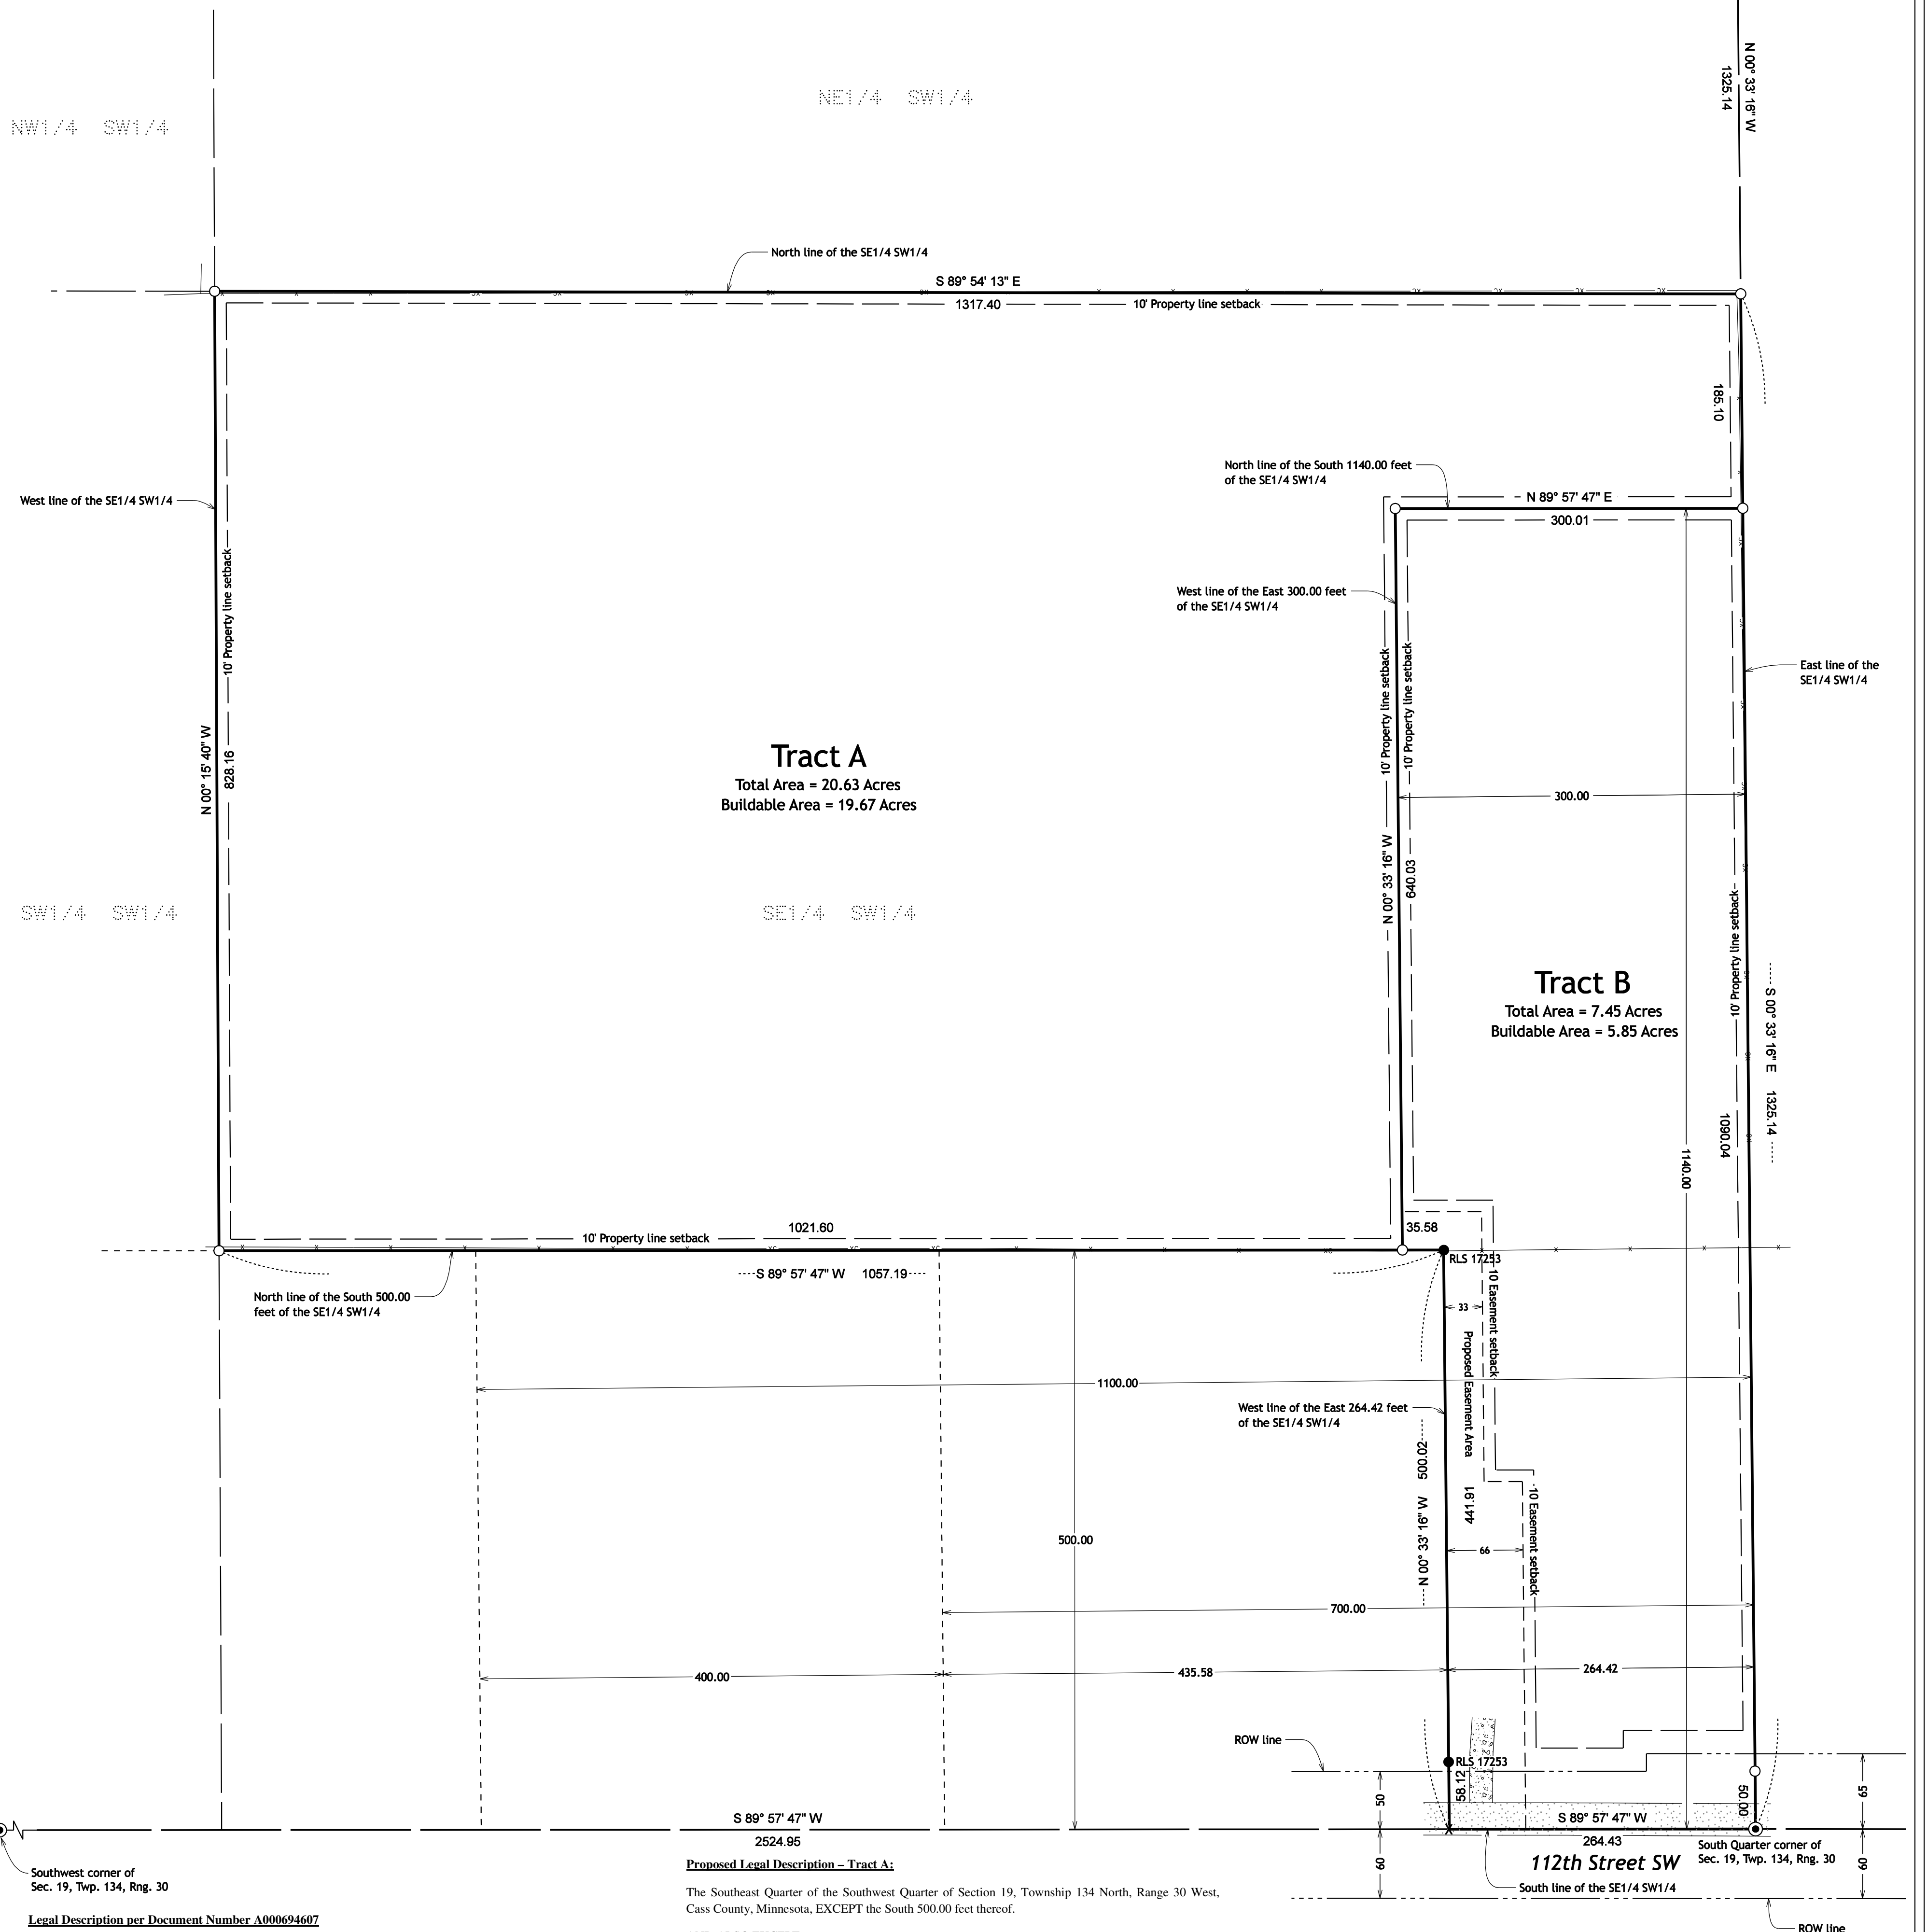 N 00° 33' 16" W
1325.14
NE1/4 SW1/4
NW1/4 SW1/4
North line of the SE1/4 SW1/4
S 89° 54' 13" E
1317.40
10' Property line setback
185.10
North line of the South 1140.00 feet
of the SE1/4 SW1/4
N 89° 57' 47" E
300.01
West line of the SE1/4 SW1/4
10' Property line setback
West line of the East 300.00 feet
of the SE1/4 SW1/4
10' Property line setback
10' Property line setback
East line of the
SE1/4 SW1/4
N 00° 15' 40" W
828.16
Tract A
Total Area = 20.63 Acres
Buildable Area = 19.67 Acres
300.00
N 00° 33' 16" W
640.03
SW1/4 SW1/4
SE1/4 SW1/4
10' Property line setback
Tract B
Total Area = 7.45 Acres
Buildable Area = 5.85 Acres
S 00° 33' 16" E 1325.14
1090.04
1140.00
1021.60
35.58
10' Property line setback
RLS 17253
S 89° 57' 47" W 1057.19
North line of the South 500.00
feet of the SE1/4 SW1/4
33
10 Easement setback
Proposed Easement Area
441.91
1100.00
West line of the East 264.42 feet
of the SE1/4 SW1/4
N 00° 33' 16" W 500.02
10 Easement setback
500.00
66
700.00
400.00
435.58
264.42
ROW line
RLS 17253
58.12
50
50.00
59
S 89° 57' 47" W
2524.95
S 89° 57' 47" W
264.43
South Quarter corner of
Sec. 19, Twp. 134, Rng. 30
60
60
112th Street SW
South line of the SE1/4 SW1/4
ROW line
Southwest corner of
Sec. 19, Twp. 134, Rng. 30
Legal Description per Document Number A000694607
Proposed Legal Description – Tract A:
The Southeast Quarter of the Southwest Quarter of Section 19, Township 134 North, Range 30 West,
Cass County, Minnesota, EXCEPT the South 500.00 feet thereof.